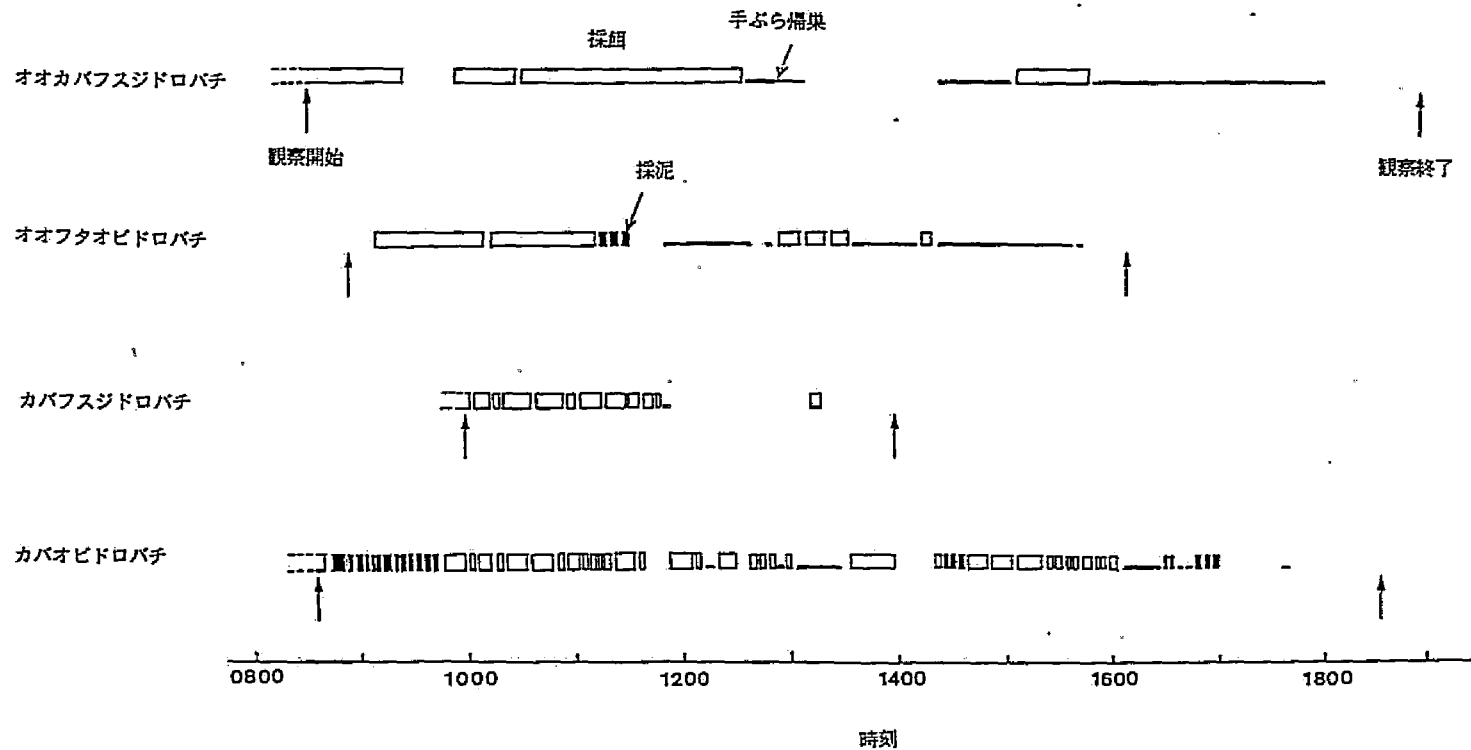 手ぶら帰巣
採餌
オオカバフスジドロバチ
観察開始
観察終了
採泥
オオフタオビドロバチ
カバフスジドロバチ
カバオビドロバチ
0800 1000 1200 1400 1600 1800
時刻